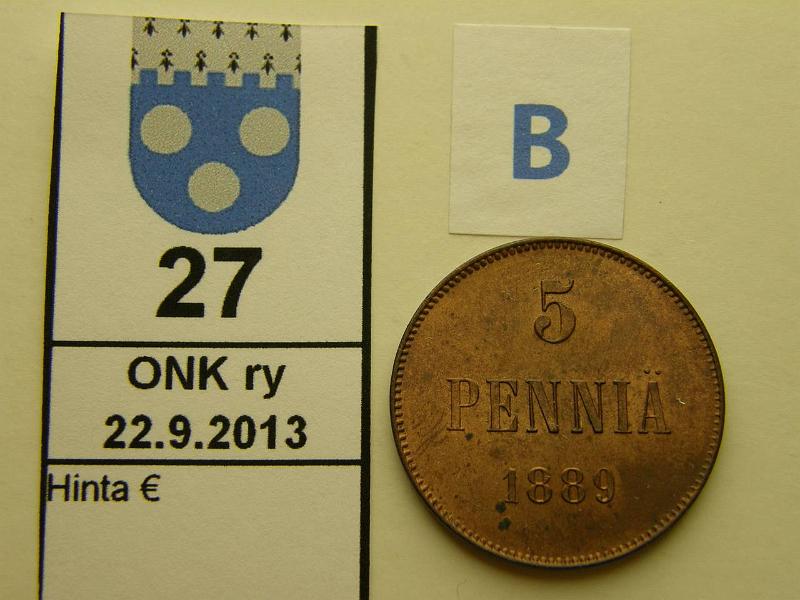 27
ONK ry
22.9.2013
Hinta €
B
5
PENNIÄ
1889